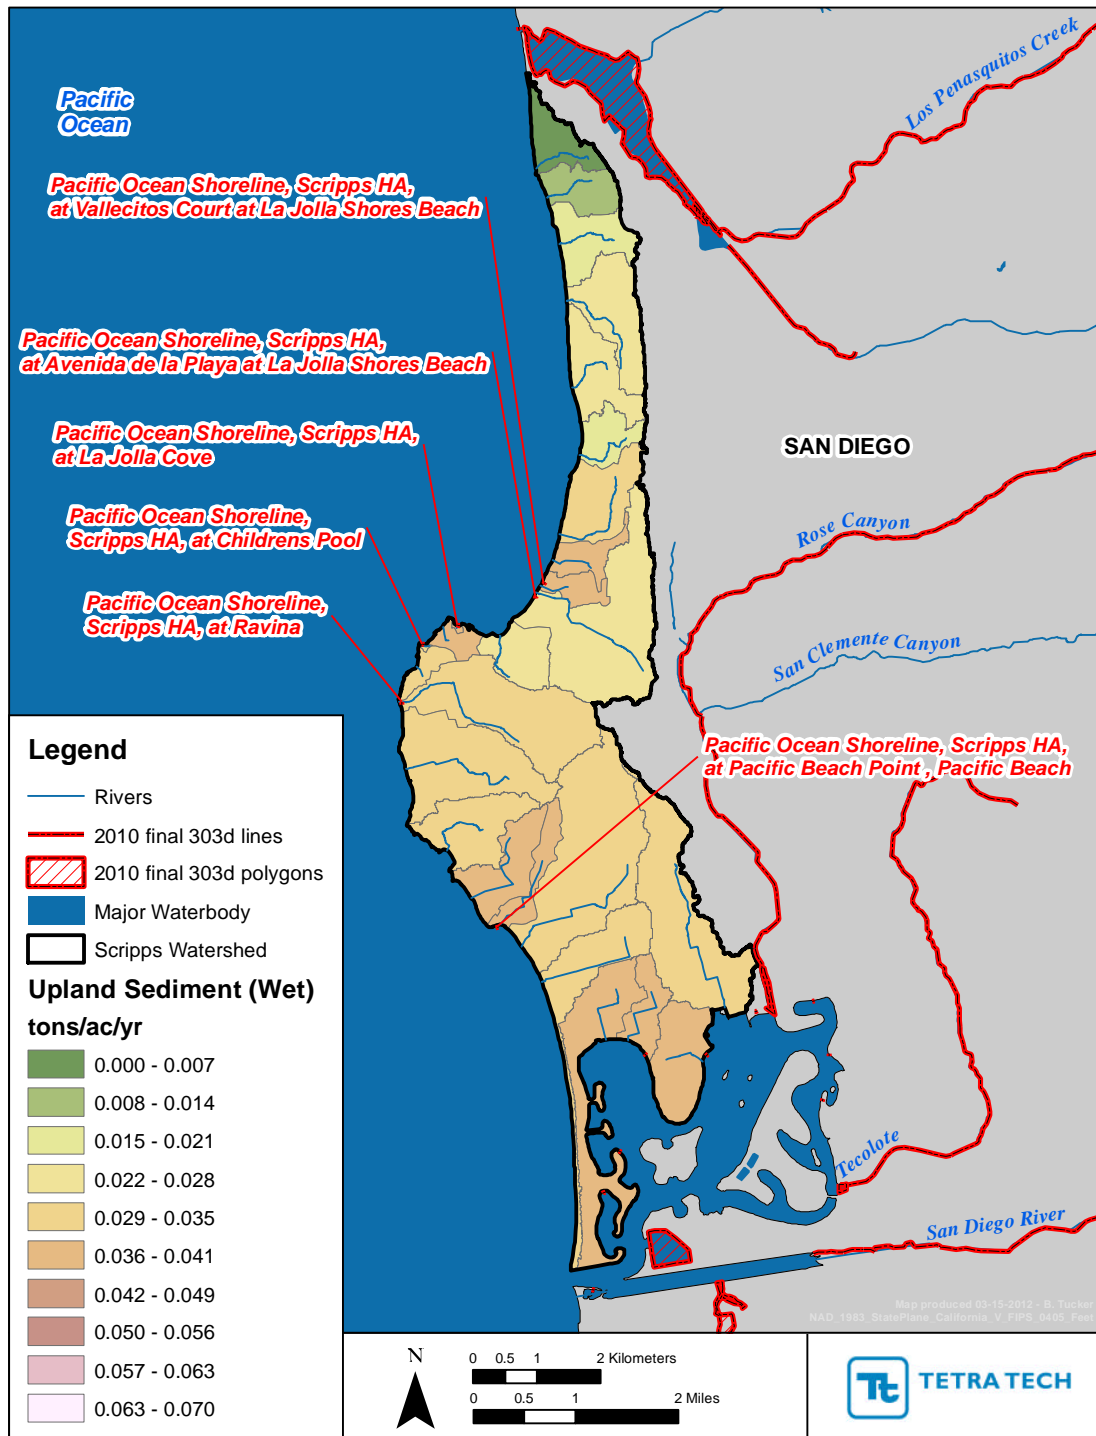 Pacific
Ocean
Los Penasquitos Creek
Pacific Ocean Shoreline, Scripps HA,
at Vallecitos Court at La Jolla Shores Beach
Pacific Ocean Shoreline, Scripps HA,
at Avenida de la Playa at La Jolla Shores Beach
SAN DIEGO
Pacific Ocean Shoreline, Scripps HA,
at La Jolla Cove
Rose Canyon
Pacific Ocean Shoreline,
Scripps HA, at Childrens Pool
Pacific Ocean Shoreline,
Scripps HA, at Ravina
San Clemente Canyon
Pacific Ocean Shoreline, Scripps HA,
at Pacific Beach Point , Pacific Beach
Tecolote
San Diego River
Legend
Rivers
2010 final 303d lines
2010 final 303d polygons
Major Waterbody
Scripps Watershed
Upland Sediment (Wet)
tons/ac/yr
0.000 - 0.007
0.008 - 0.014
0.015 - 0.021
0.022 - 0.028
0.029 - 0.035
0.036 - 0.041
0.042 - 0.049
0.050 - 0.056
0.057 - 0.063
0.063 - 0.070
Map produced 03-15-2012 - B. Tucker
NAD_1983_StatePlane_California_V_FIPS_0405_Feet
N
0 0.5 1 2 Kilometers
0 0.5 1 2 Miles
Tt
TETRA TECH